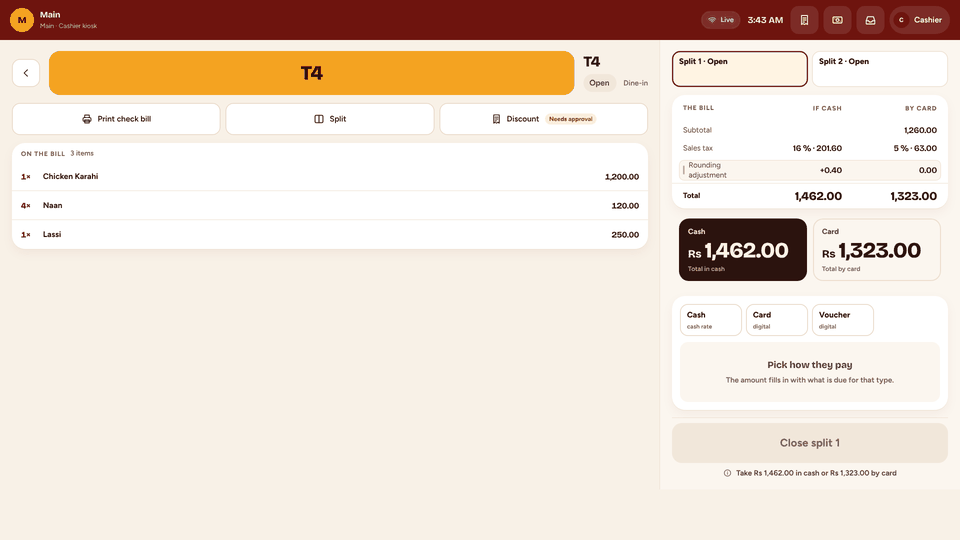 M
Main
Main · Cashier kiosk
Live
3:43 AM
C
Cashier
T4
T4
Open
Dine-in
Print check bill
Split
Discount
Needs approval
ON THE BILL 3 items
1× Chicken Karahi 1,200.00
4× Naan 120.00
1× Lassi 250.00
Split 1 · Open
Split 2 · Open
THE BILL IF CASH BY CARD
Subtotal 1,260.00
Sales tax 16 % · 201.60 5 % · 63.00
Rounding adjustment +0.40 0.00
Total 1,462.00 1,323.00
Cash
Rs 1,462.00
Total in cash
Card
Rs 1,323.00
Total by card
Cash
cash rate
Card
digital
Voucher
digital
Pick how they pay
The amount fills in with what is due for that type.
Close split 1
Take Rs 1,462.00 in cash or Rs 1,323.00 by card